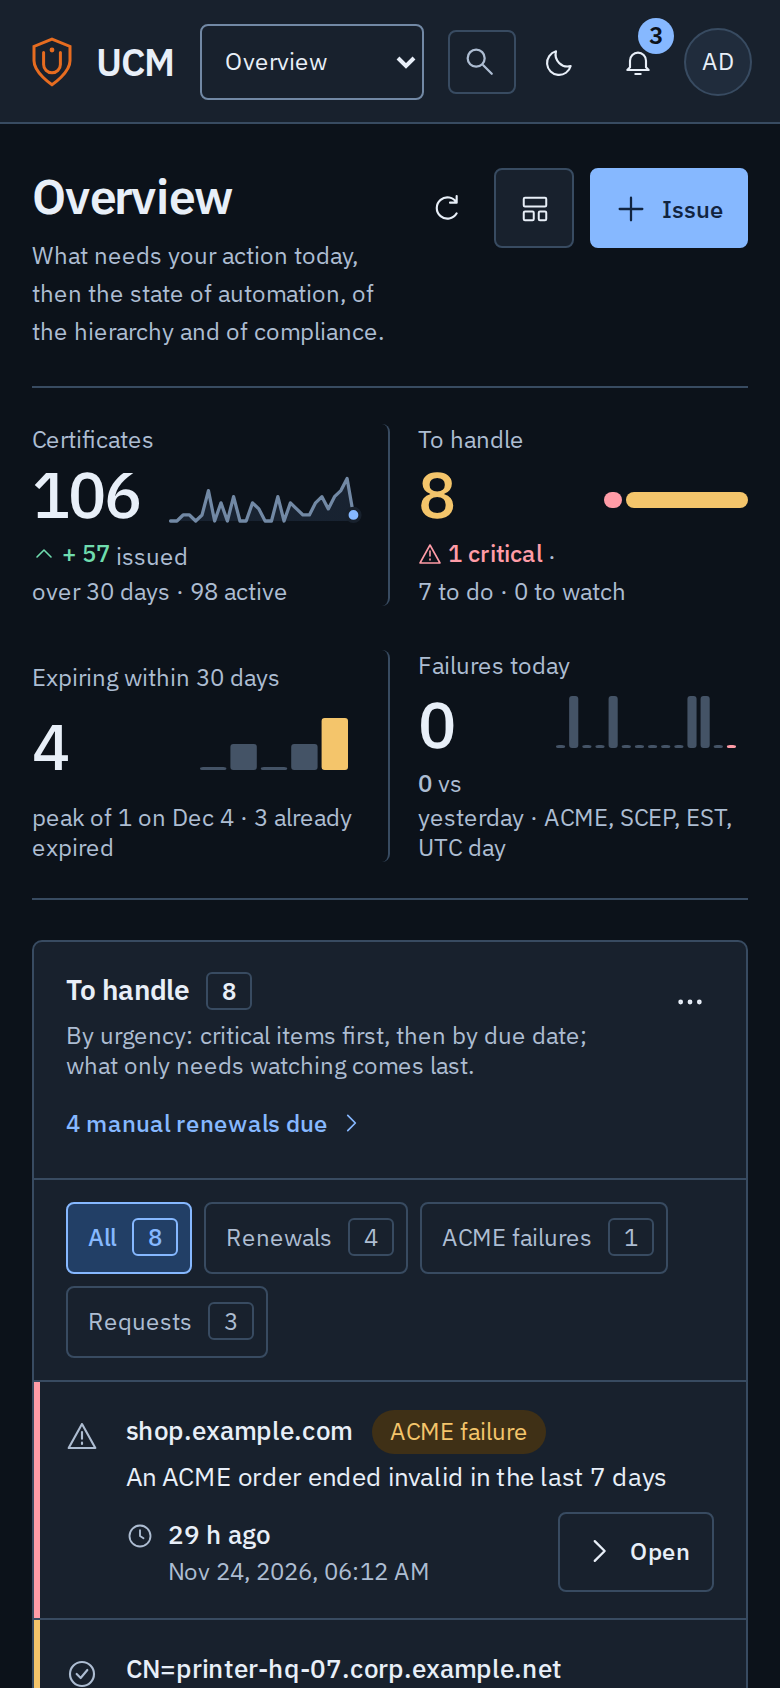 UCM
Overview
3
AD
Overview
Issue
What needs your action today,
then the state of automation, of
the hierarchy and of compliance.
Certificates
106
+ 57 issued
over 30 days · 98 active
To handle
8
1 critical ·
7 to do · 0 to watch
Expiring within 30 days
4
peak of 1 on Dec 4 · 3 already
expired
Failures today
0
0 vs
yesterday · ACME, SCEP, EST,
UTC day
To handle 8
By urgency: critical items first, then by due date;
what only needs watching comes last.
4 manual renewals due
All 8
Renewals 4
ACME failures 1
Requests 3
shop.example.com ACME failure
An ACME order ended invalid in the last 7 days
29 h ago
Nov 24, 2026, 06:12 AM
Open
CN=printer-hq-07.corp.example.net